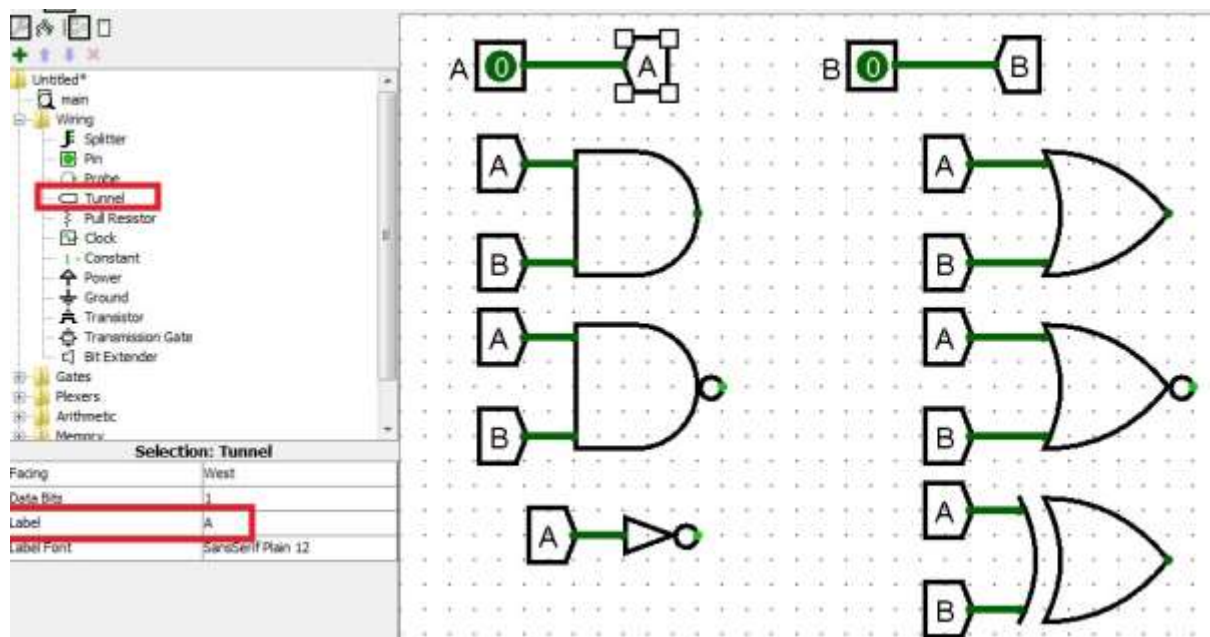 Untitled*
main
Wiring
Splitter
Pin
Probe
Tunnel
Pull Resistor
Clock
Constant
Power
Ground
Transistor
Transmission Gate
Bit Extender
Gates
Plexers
Arithmetic
Memory
Selection: Tunnel
Facing West
Data Bits 1
Label A
Label Font SansSerif Plain 12
A 0 A B 0 B
A A
B B
A A
B B
A A
B